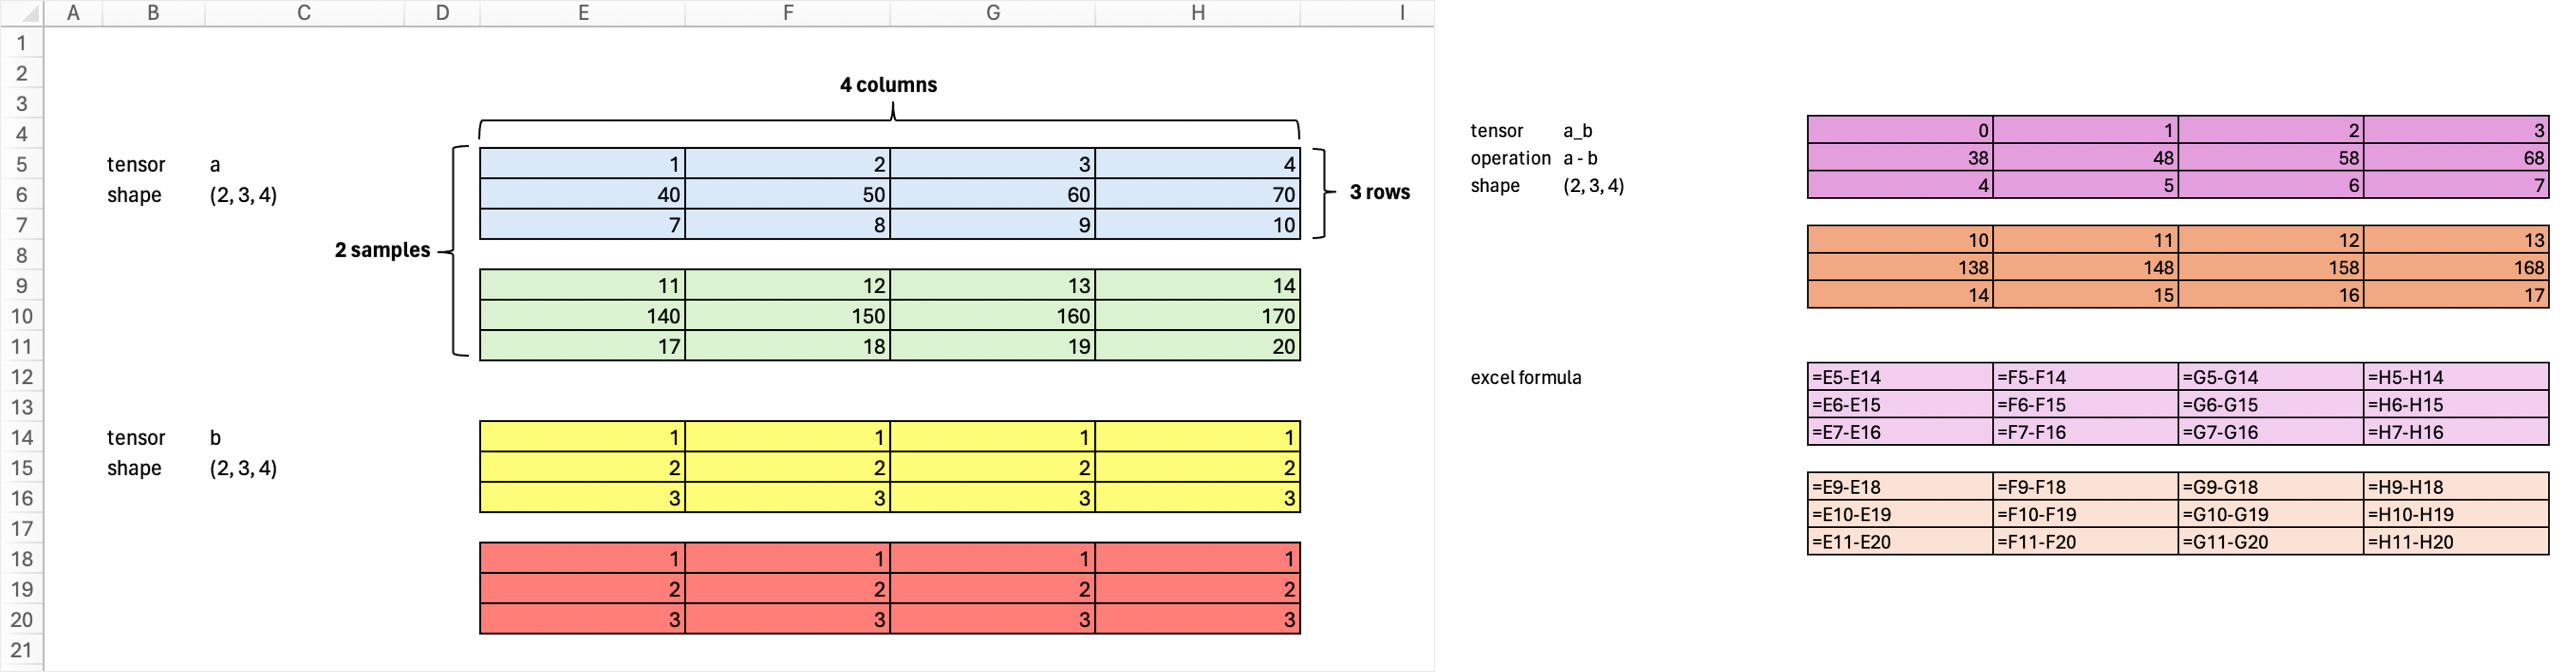 A B C D E F G H I
1
2
4 columns
3
4
5 tensor a 1 2 3 4
6 shape (2, 3, 4) 40 50 60 70 3 rows
7 7 8 9 10
8 2 samples
9 11 12 13 14
10 140 150 160 170
11 17 18 19 20
12
13
14 tensor b 1 1 1 1
15 shape (2, 3, 4) 2 2 2 2
16 3 3 3 3
17
18 1 1 1 1
19 2 2 2 2
20 3 3 3 3
21
tensor a_b 0 1 2 3
operation a - b 38 48 58 68
shape (2, 3, 4) 4 5 6 7
10 11 12 13
138 148 158 168
14 15 16 17
excel formula =E5-E14 =F5-F14 =G5-G14 =H5-H14
=E6-E15 =F6-F15 =G6-G15 =H6-H15
=E7-E16 =F7-F16 =G7-G16 =H7-H16
=E9-E18 =F9-F18 =G9-G18 =H9-H18
=E10-E19 =F10-F19 =G10-G19 =H10-H19
=E11-E20 =F11-F20 =G11-G20 =H11-H20